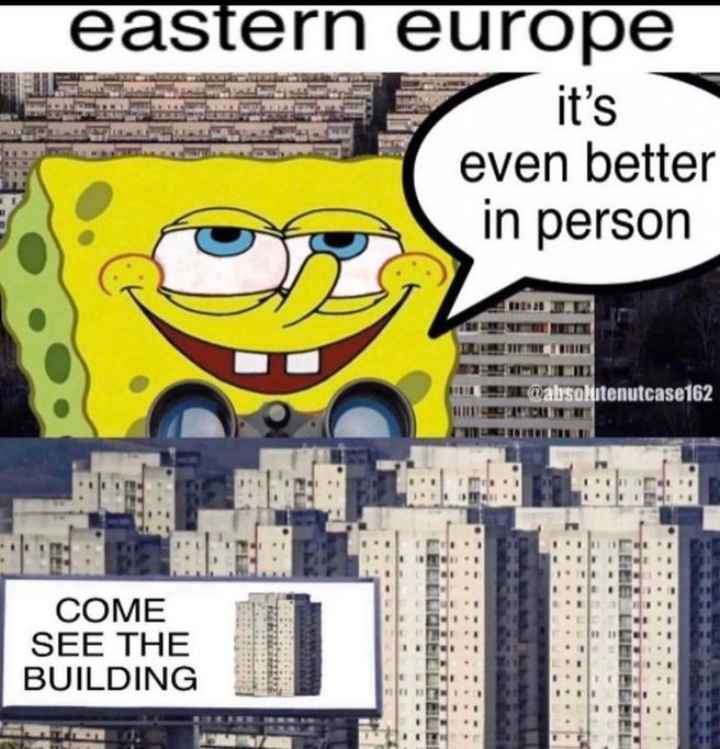 eastern europe
it's
even better
in person
@absolutenutcase162
COME
SEE THE
BUILDING